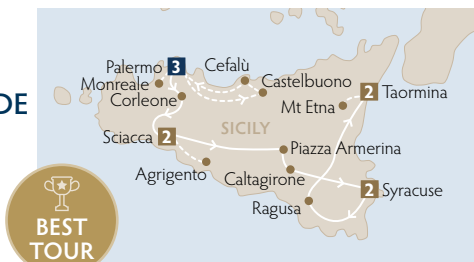 Palermo 3
Cefalù
Monreale
Castelbuono
2 Taormina
Corleone
Mt Etna
DE
SICILY
Sciacca 2
Piazza Armerina
Agrigento
Caltagirone
2 Syracuse
Ragusa
BEST
TOUR